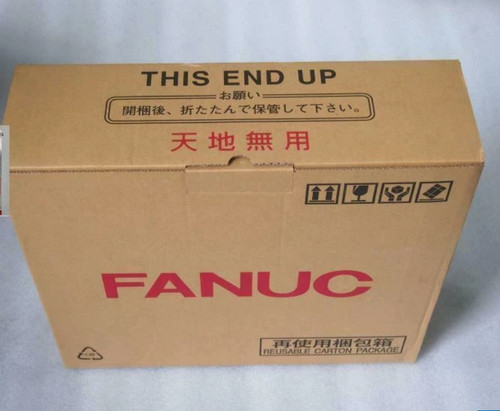 THIS END UP
お願い
開梱後、折たたんで保管して下さい。
天地無用
FANUC
再使用梱包箱
REUSABLE CARTON PACKAGE